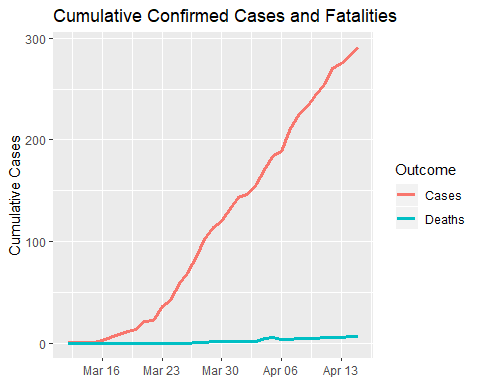 Cumulative Confirmed Cases and Fatalities
Cumulative Cases
300
200
100
0
Mar 16 Mar 23 Mar 30 Apr 06 Apr 13
Outcome
Cases
Deaths